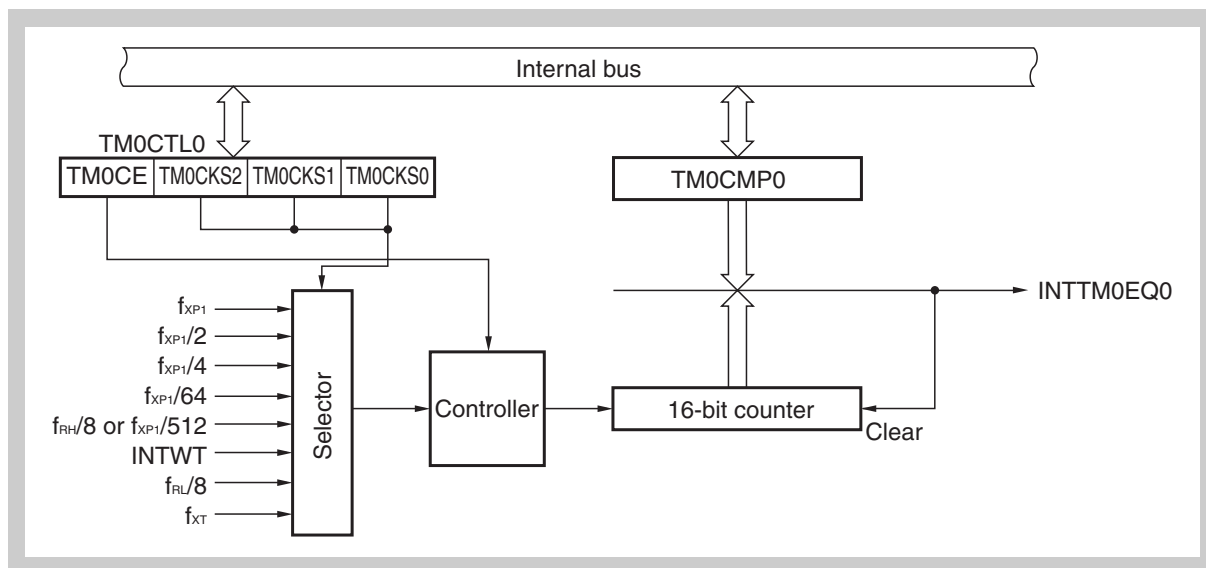 Internal bus
TM0CTL0
TM0CE TM0CKS2 TM0CKS1 TM0CKS0
TM0CMP0
fXP1
fXP1/2
fXP1/4
fXP1/64
fRH/8 or fXP1/512
INTWT
fRL/8
fXT
Selector
Controller
16-bit counter
Clear
INTTM0EQ0